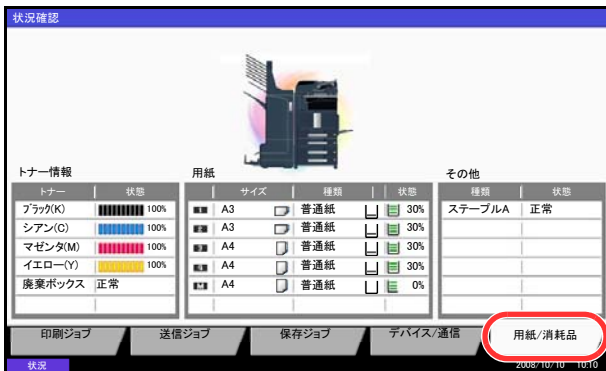 状況確認
トナー情報
トナー 状態
ブラック(K) 100%
シアン(C) 100%
マゼンタ(M) 100%
イエロー(Y) 100%
廃棄ボックス 正常
用紙
サイズ 種類 状態
1 A3 普通紙 30%
2 A3 普通紙 30%
3 A4 普通紙 30%
4 A4 普通紙 30%
A4 普通紙 0%
その他
種類 状態
ステープルA 正常
印刷ジョブ 送信ジョブ 保存ジョブ デバイス/通信 用紙/消耗品
状況 2008/10/10 10:10